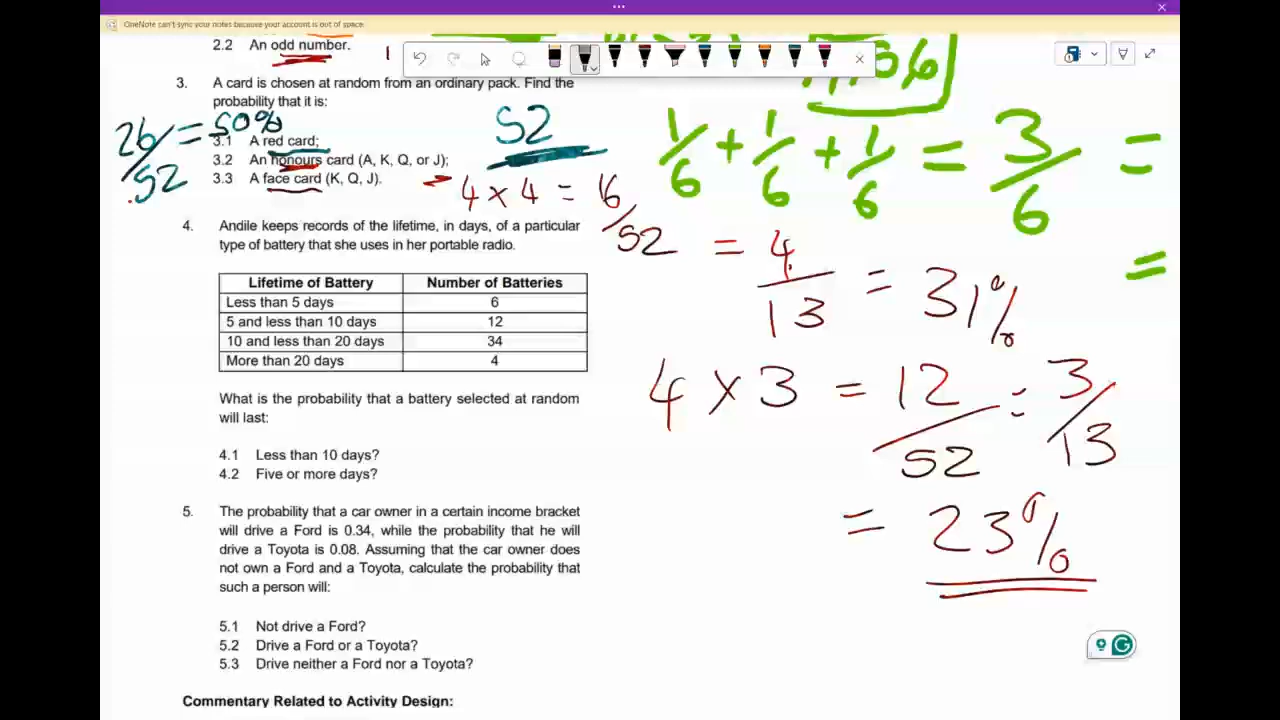 OneNote can't sync your notes because your account is out of space.
2.2 An odd number.
3. A card is chosen at random from an ordinary pack. Find the
probability that it is:
3.1 A red card;
3.2 An honours card (A, K, Q, or J);
3.3 A face card (K, Q, J).
26/52 = 50%
52
4 × 4 = 16/52 = 4/13 = 31%
1/6 + 1/6 + 1/6 = 3/6 =
=
4 × 3 = 12/52 = 3/13
= 23%
4. Andile keeps records of the lifetime, in days, of a particular
type of battery that she uses in her portable radio.
Lifetime of Battery Number of Batteries
Less than 5 days 6
5 and less than 10 days 12
10 and less than 20 days 34
More than 20 days 4
What is the probability that a battery selected at random
will last:
4.1 Less than 10 days?
4.2 Five or more days?
5. The probability that a car owner in a certain income bracket
will drive a Ford is 0.34, while the probability that he will
drive a Toyota is 0.08. Assuming that the car owner does
not own a Ford and a Toyota, calculate the probability that
such a person will:
5.1 Not drive a Ford?
5.2 Drive a Ford or a Toyota?
5.3 Drive neither a Ford nor a Toyota?
Commentary Related to Activity Design: